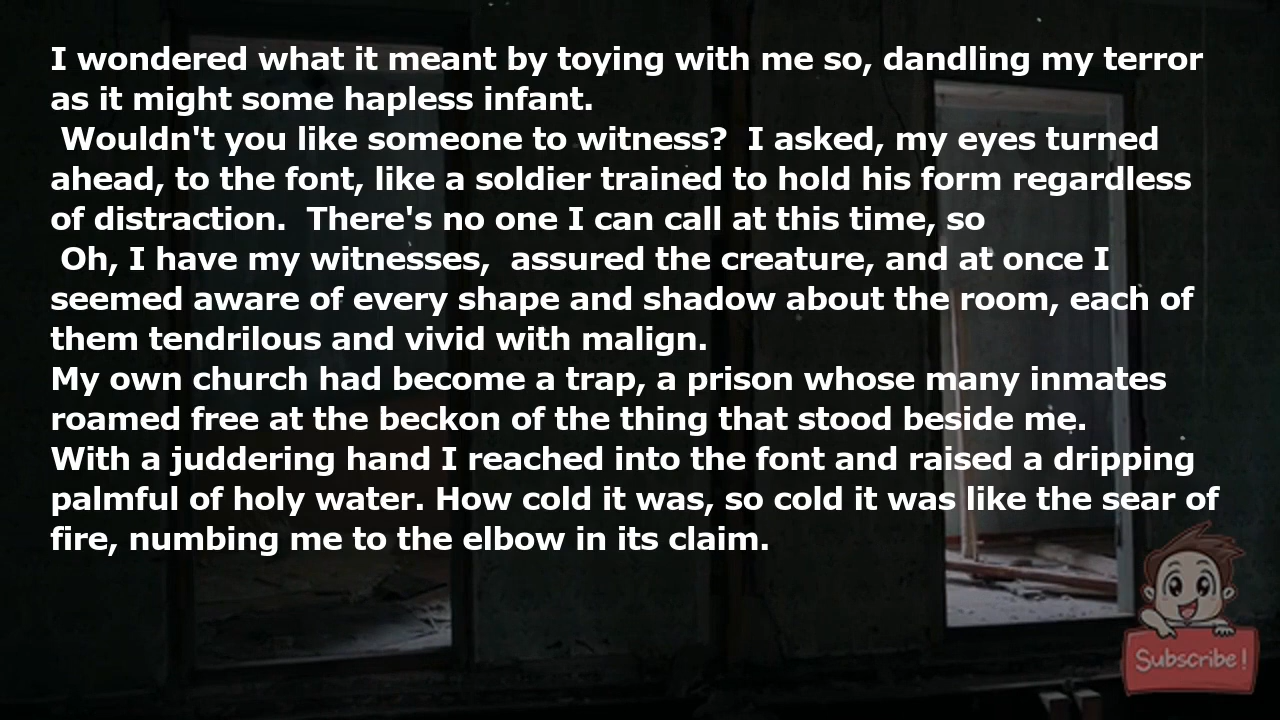 I wondered what it meant by toying with me so, dandling my terror
as it might some hapless infant.
Wouldn't you like someone to witness?  I asked, my eyes turned
ahead, to the font, like a soldier trained to hold his form regardless
of distraction.  There's no one I can call at this time, so
Oh, I have my witnesses,  assured the creature, and at once I
seemed aware of every shape and shadow about the room, each of
them tendrilous and vivid with malign.
My own church had become a trap, a prison whose many inmates
roamed free at the beckon of the thing that stood beside me.
With a juddering hand I reached into the font and raised a dripping
palmful of holy water. How cold it was, so cold it was like the sear of
fire, numbing me to the elbow in its claim.
Subscribe!